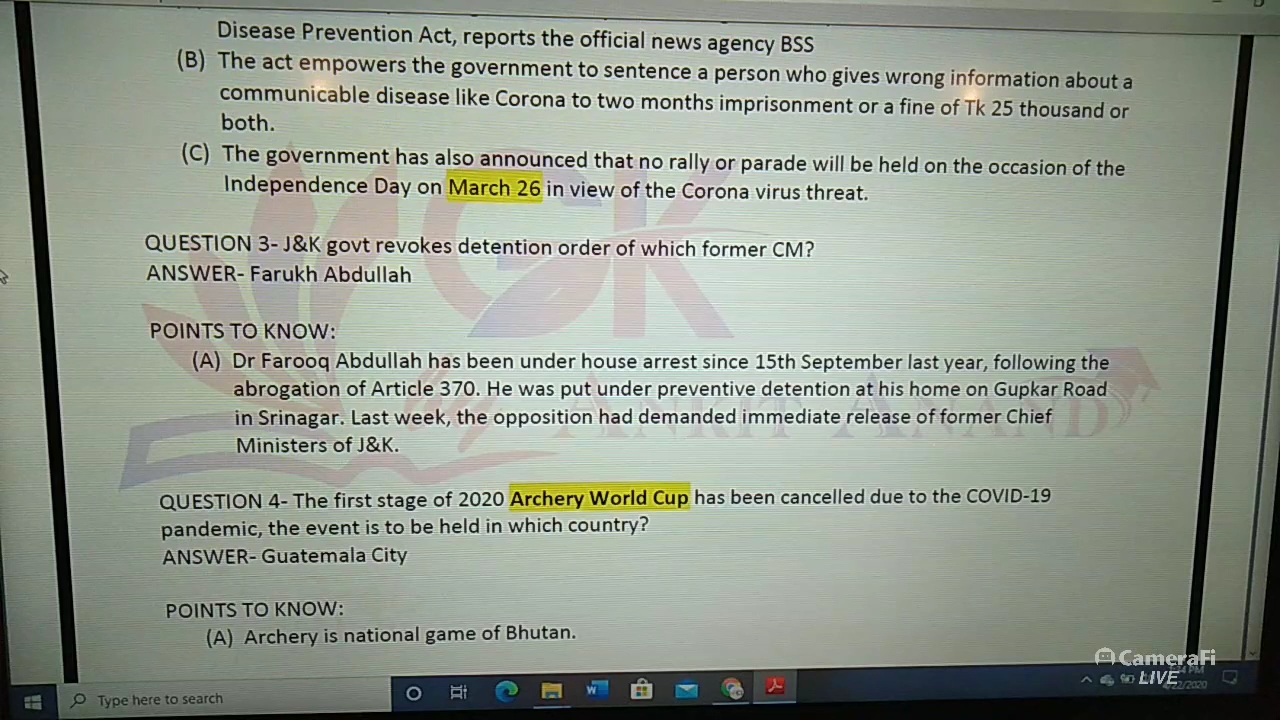 Disease Prevention Act, reports the official news agency BSS
(B) The act empowers the government to sentence a person who gives wrong information about a
communicable disease like Corona to two months imprisonment or a fine of Tk 25 thousand or
both.
(C) The government has also announced that no rally or parade will be held on the occasion of the
Independence Day on March 26 in view of the Corona virus threat.
QUESTION 3- J&K govt revokes detention order of which former CM?
ANSWER- Farukh Abdullah
POINTS TO KNOW:
(A) Dr Farooq Abdullah has been under house arrest since 15th September last year, following the
abrogation of Article 370. He was put under preventive detention at his home on Gupkar Road
in Srinagar. Last week, the opposition had demanded immediate release of former Chief
Ministers of J&K.
QUESTION 4- The first stage of 2020 Archery World Cup has been cancelled due to the COVID-19
pandemic, the event is to be held in which country?
ANSWER- Guatemala City
POINTS TO KNOW:
(A) Archery is national game of Bhutan.
GK
ANKIT ANAND
CameraFi
LIVE
Type here to search